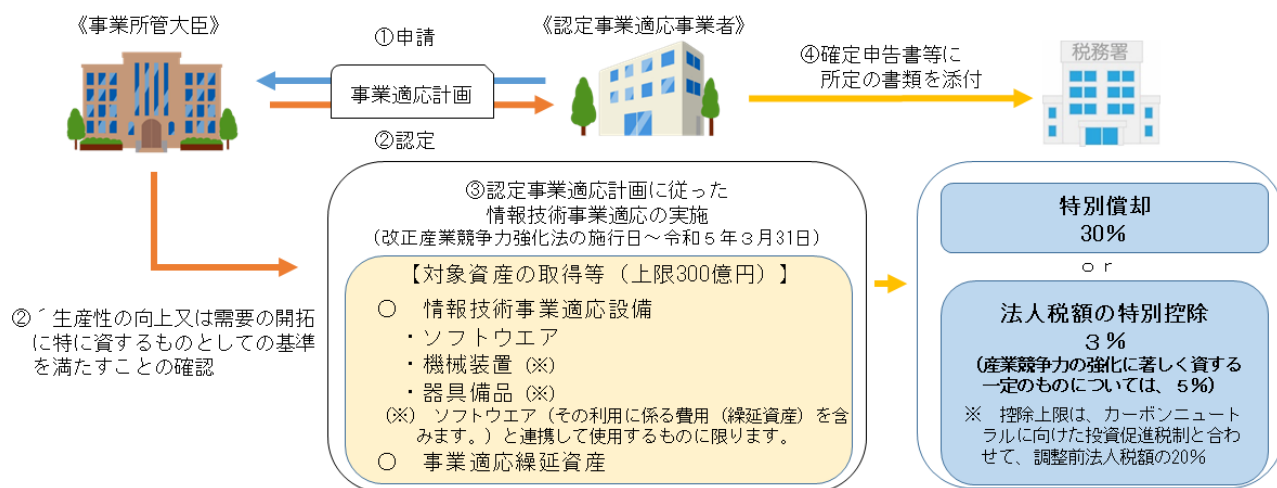 《事業所管大臣》
①申請
事業適応計画
②認定
《認定事業適応事業者》
④確定申告書等に
所定の書類を添付
税務署
②´生産性の向上又は需要の開拓
に特に資するものとしての基準
を満たすことの確認
③認定事業適応計画に従った
情報技術事業適応の実施
(改正産業競争力強化法の施行日～令和５年３月31日)
【対象資産の取得等（上限300億円）】
○ 情報技術事業適応設備
・ソフトウエア
・機械装置 (※)
・器具備品 (※)
(※) ソフトウエア（その利用に係る費用（繰延資産）を含
みます。）と連携して使用するものに限ります。
○ 事業適応繰延資産
特別償却
30%
or
法人税額の特別控除
３%
(産業競争力の強化に著しく資する
一定のものについては、５%)
※ 控除上限は、カーボンニュート
ラルに向けた投資促進税制と合わ
せて、調整前法人税額の20%